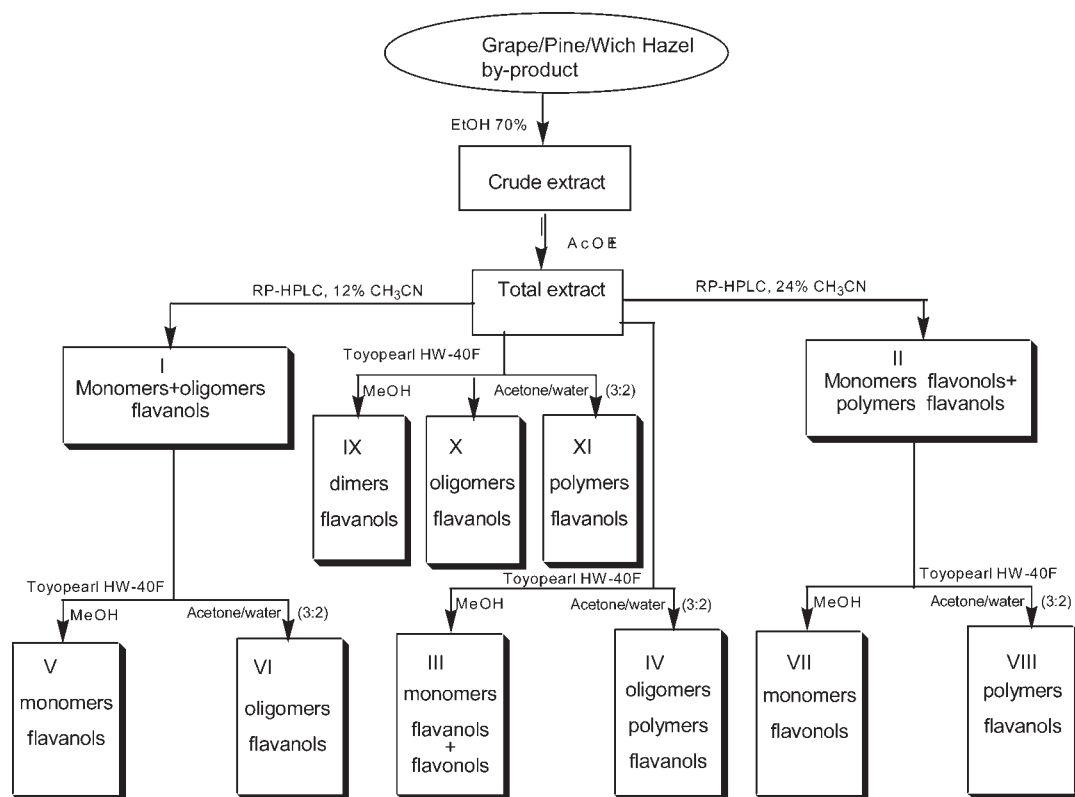 Grape/Pine/Wich Hazel
by-product
EtOH 70%
Crude extract
AcOEt
Total extract
RP-HPLC, 12% CH₃CN
RP-HPLC, 24% CH₃CN
I
Monomers+oligomers
flavanols
II
Monomers flavonols+
polymers flavanols
Toyopearl HW-40F
MeOH
Acetone/water (3:2)
IX
dimers
flavanols
X
oligomers
flavanols
XI
polymers
flavanols
Toyopearl HW-40F
MeOH
Acetone/water (3:2)
V
monomers
flavanols
VI
oligomers
flavanols
Toyopearl HW-40F
MeOH
Acetone/water (3:2)
III
monomers
flavanols
+
flavonols
IV
oligomers
polymers
flavanols
Toyopearl HW-40F
MeOH
Acetone/water (3:2)
VII
monomers
flavonols
VIII
polymers
flavanols